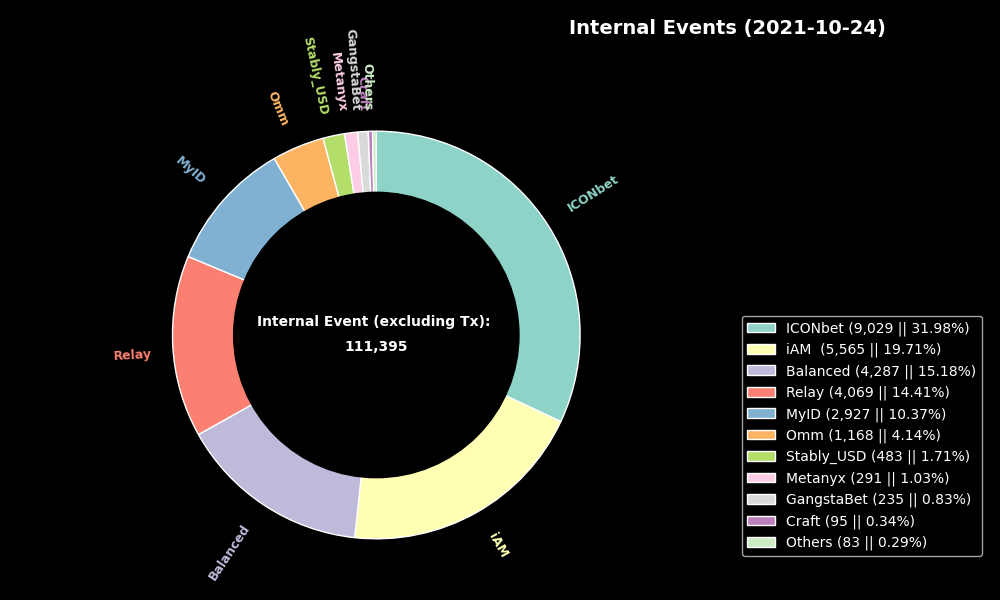 Internal Events (2021-10-24)
GangstaBet
Stably_USD
Metanyx
Others
Craft
Omm
MyID
ICONbet
Internal Event (excluding Tx):
111,395
Relay
Balanced
iAM
ICONbet (9,029 || 31.98%)
iAM  (5,565 || 19.71%)
Balanced (4,287 || 15.18%)
Relay (4,069 || 14.41%)
MyID (2,927 || 10.37%)
Omm (1,168 || 4.14%)
Stably_USD (483 || 1.71%)
Metanyx (291 || 1.03%)
GangstaBet (235 || 0.83%)
Craft (95 || 0.34%)
Others (83 || 0.29%)